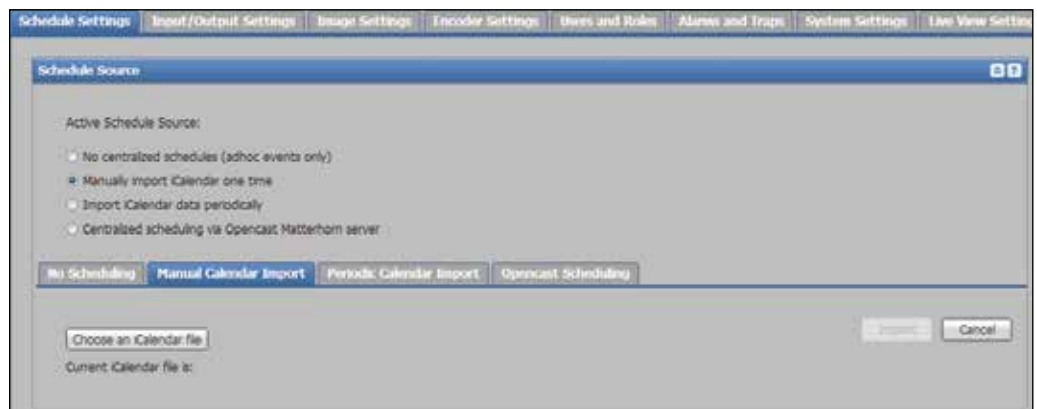 Schedule Settings Input/Output Settings Image Settings Encoder Settings Users and Roles Alarms and Traps System Settings Live View Settin
Schedule Source
Active Schedule Source:
No centralized schedules (adhoc events only)
Manually import iCalendar one time
Import iCalendar data periodically
Centralized scheduling via Opencast Matterhorn server
No Scheduling Manual Calendar Import Periodic Calendar Import Opencast Scheduling
Choose an iCalendar file Import Cancel
Current iCalendar file is: